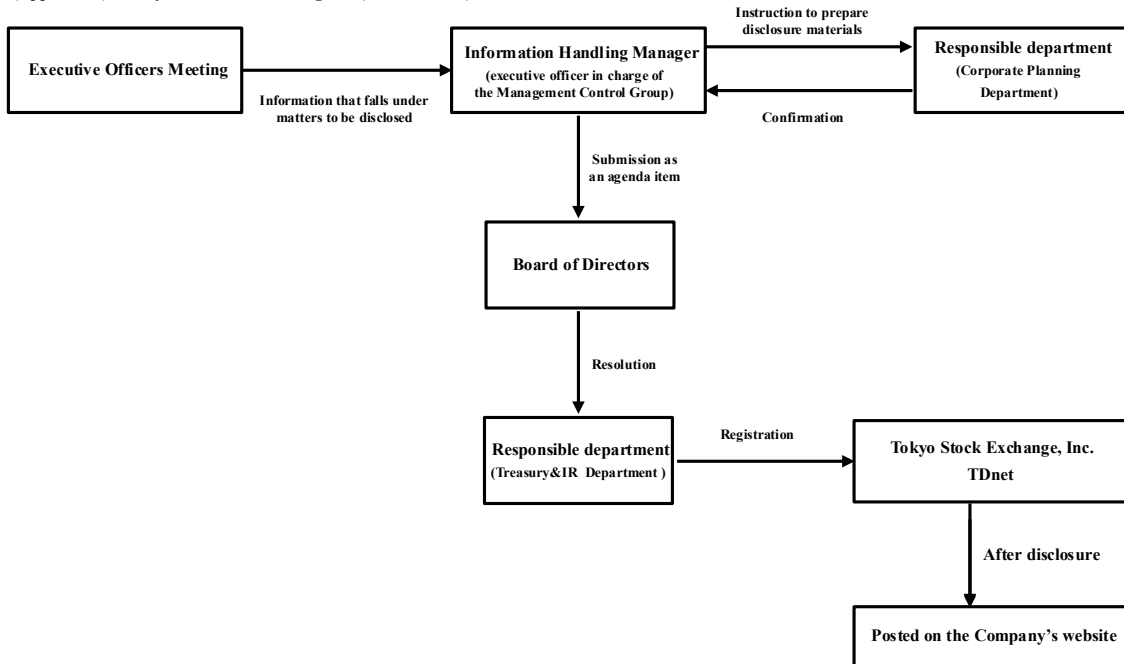 Instruction to prepare
disclosure materials
Executive Officers Meeting
Information that falls under
matters to be disclosed
Information Handling Manager
(executive officer in charge of
the Management Control Group)
Responsible department
(Corporate Planning
Department)
Confirmation
Submission as
an agenda item
Board of Directors
Resolution
Responsible department
(Treasury&IR Department )
Registration
Tokyo Stock Exchange, Inc.
TDnet
After disclosure
Posted on the Company's website